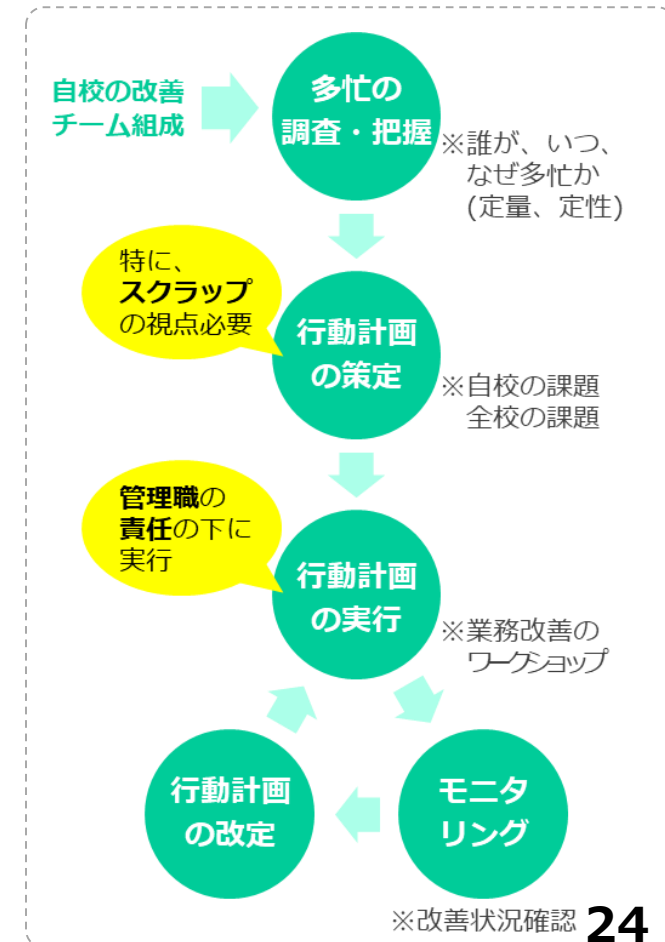 自校の改善
チーム組成
多忙の
調査・把握
※誰が、いつ、
なぜ多忙か
(定量、定性)
特に、
スクラップ
の視点必要
行動計画
の策定
※自校の課題
全校の課題
管理職の
責任の下に
実行
行動計画
の実行
※業務改善の
ワークショップ
行動計画
の改定
モニタ
リング
※改善状況確認
24